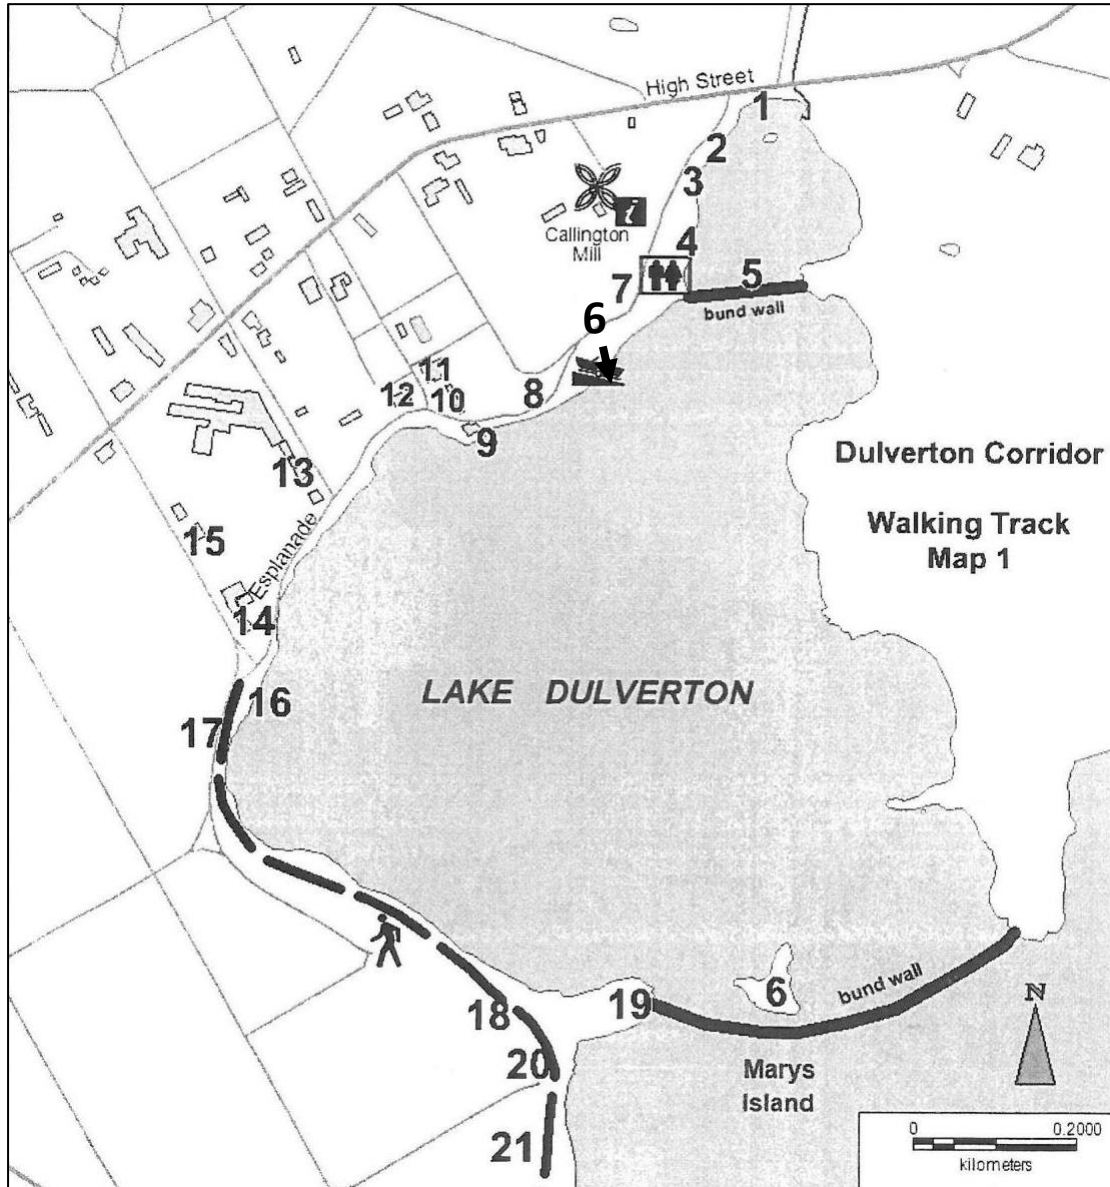 High Street
1
2
3
Callington
Mill
i
4
5
bund wall
7
6
8
11
12
10
9
13
Dulverton Corridor
Walking Track
Map 1
15
Esplanade
14
LAKE DULVERTON
16
17
6
bund wall
18
19
N
20
Marys
Island
21
0 0.2000
kilometers